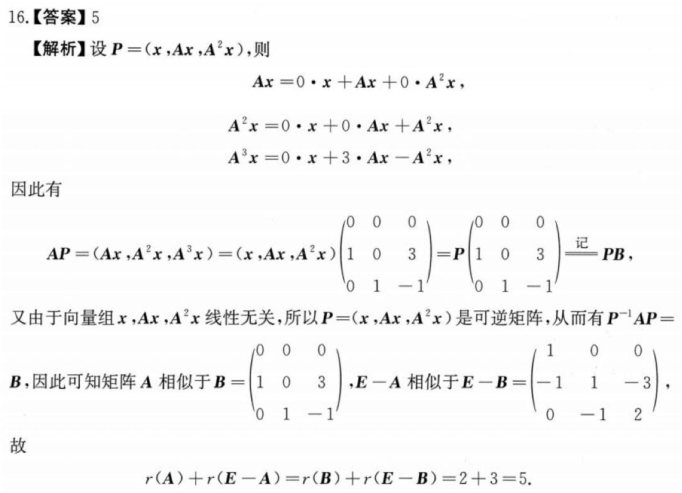 16.【答案】5
【解析】设 P=(x,Ax,A²x),则
Ax=0·x+Ax+0·A²x,
A²x=0·x+0·Ax+A²x,
A³x=0·x+3·Ax−A²x,
因此有
AP=(Ax,A²x,A³x)=(x,Ax,A²x)(0 0 0; 1 0 3; 0 1 −1)=P(0 0 0; 1 0 3; 0 1 −1)记=PB,
又由于向量组 x,Ax,A²x 线性无关,所以 P=(x,Ax,A²x)是可逆矩阵,从而有 P⁻¹AP=
B,因此可知矩阵 A 相似于 B=(0 0 0; 1 0 3; 0 1 −1),E−A 相似于 E−B=(1 0 0; −1 1 −3; 0 −1 2),
故
r(A)+r(E−A)=r(B)+r(E−B)=2+3=5.